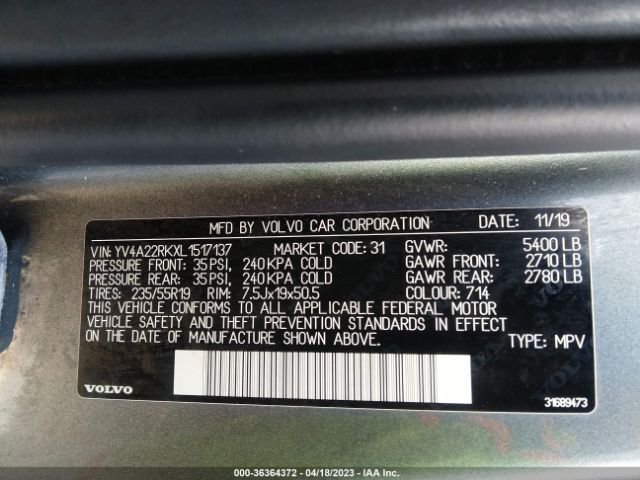 MFD BY VOLVO CAR CORPORATION DATE: 11/19
VIN: YV4A22RKXL1517137 MARKET CODE: 31 GVWR: 5400 LB
PRESSURE FRONT: 35 PSI, 240 KPA COLD GAWR FRONT: 2710 LB
PRESSURE REAR: 35 PSI, 240 KPA COLD GAWR REAR: 2780 LB
TIRES: 235/55R19 RIM: 7.5Jx19x50.5 COLOUR: 714
THIS VEHICLE CONFORMS TO ALL APPLICABLE FEDERAL MOTOR
VEHICLE SAFETY AND THEFT PREVENTION STANDARDS IN EFFECT
ON THE DATE OF MANUFACTURE SHOWN ABOVE. TYPE: MPV
VOLVO 31689473
000-36364372 - 04/18/2023 - IAA Inc.